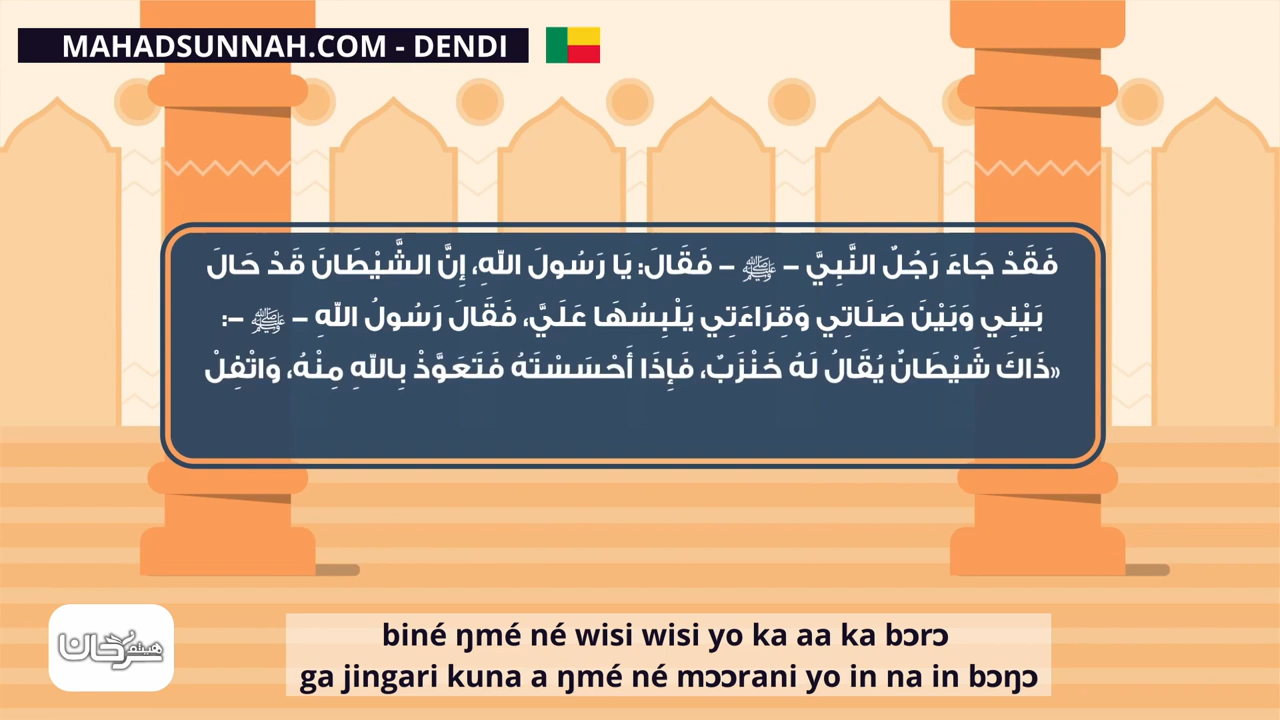 MAHADSUNNAH.COM - DENDI
فَقَدْ جَاءَ رَجُلٌ النَّبِيَّ – ﷺ – فَقَالَ: يَا رَسُولَ اللّهِ، إِنَّ الشَّيْطَانَ قَدْ حَالَ
بَيْنِي وَبَيْنَ صَلَاتِي وَقِرَاءَتِي يَلْبِسُهَا عَلَيَّ، فَقَالَ رَسُولُ اللّهِ – ﷺ –:
«ذَاكَ شَيْطَانٌ يُقَالُ لَهُ خَنْزَبٌ، فَإِذَا أَحْسَسْتَهُ فَتَعَوَّذْ بِاللّهِ مِنْهُ، وَاتْفِلْ
هيثم سرحان
biné ŋmé né wisi wisi yo ka aa ka bɔrɔ
ga jingari kuna a ŋmé né mɔɔrani yo in na in bɔŋɔ